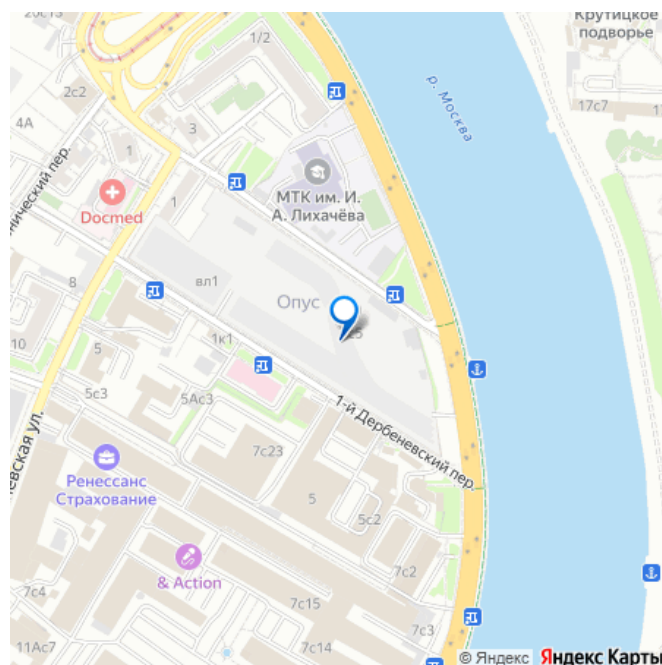 20с13
1/2
Крутицкое
подворье
2с2
17с7
р. Москва
4А
3
1
МТК им. И.
А. Лихачёва
Docmed
1
нический пер.
8
вл1
Опус
10
5
1к1
5с3
5Ас3
1-й Дербеневский пер.
7с23
невская ул.
Ренессанс
Страхование
5
5с2
& Action
7с2
7с4
7с15
7с3
11Ас7
7с14
© Яндекс Яндекс Карты